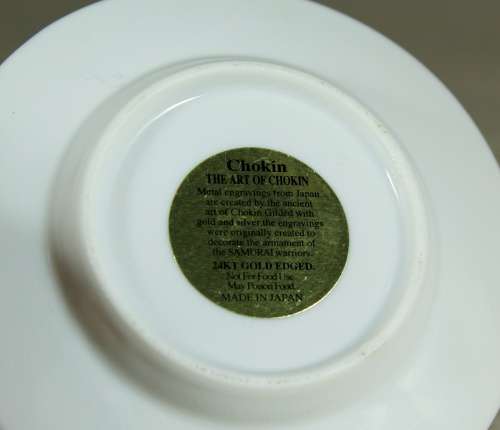 Chokin
THE ART OF CHOKIN
Metal engravings from Japan
are created by the ancient
art of Chokin Gilded with
gold and silver.the engravings
were orignally created to
decorate the armament of
the SAMURAI warriors.
24KT GOLD EDGED.
Not For Food Use
May Poison Food
MADE IN JAPAN